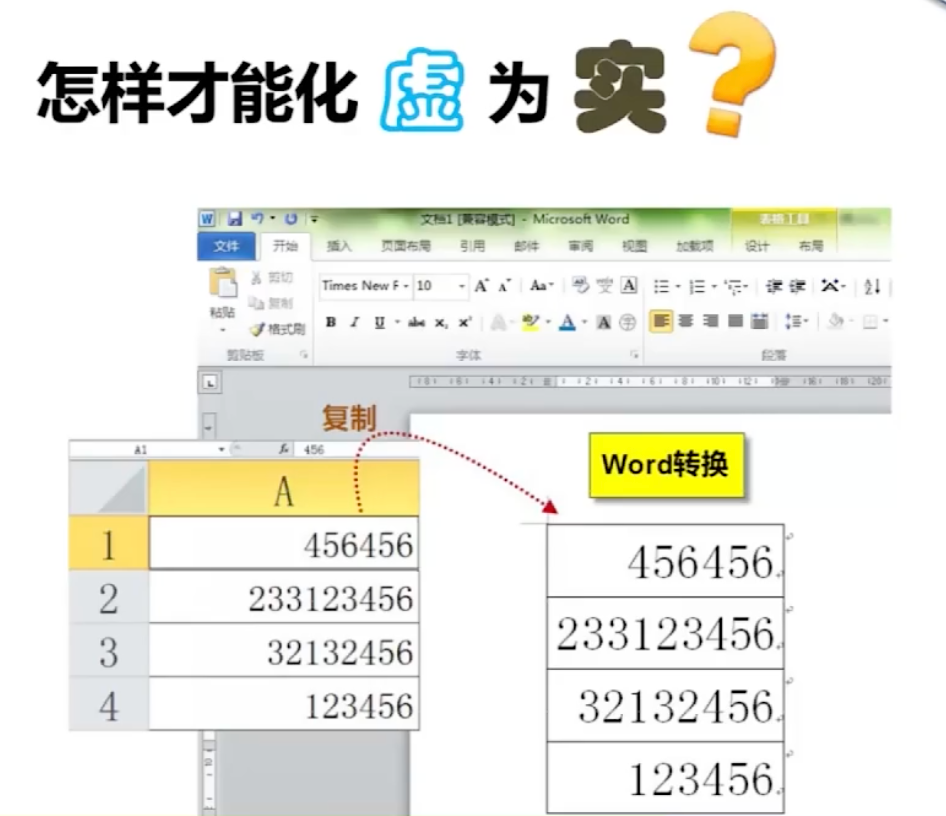 怎样才能化虚为实?
文档1 [兼容模式] - Microsoft Word
表格工具
文件 开始 插入 页面布局 引用 邮件 审阅 视图 加载项 设计 布局
剪切
复制
粘贴
格式刷
Times New F 10
剪贴板 字体 段落
复制
A1 fx 456
Word转换
A
1 456456
2 233123456
3 32132456
4 123456
456456
233123456
32132456
123456